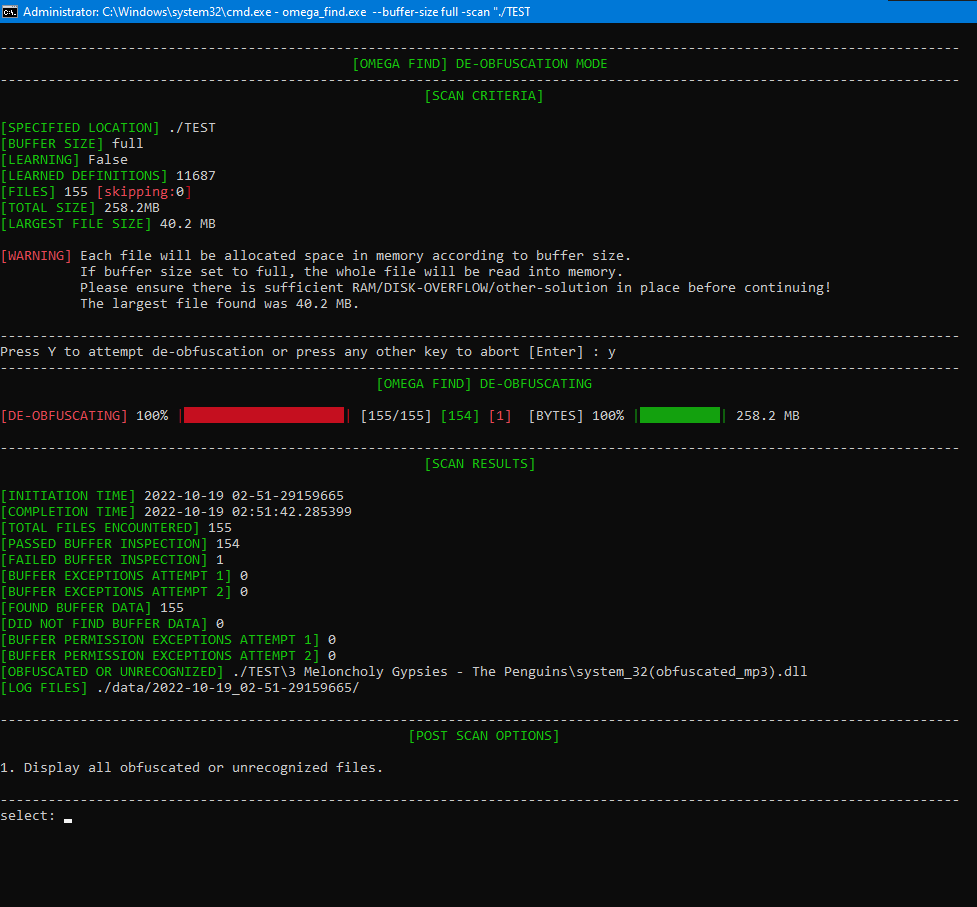 Administrator: C:\Windows\system32\cmd.exe - omega_find.exe  --buffer-size full -scan "./TEST
--------------------------------------------------------------------------------------------------------------------------
[OMEGA FIND] DE-OBFUSCATION MODE
--------------------------------------------------------------------------------------------------------------------------
[SCAN CRITERIA]
[SPECIFIED LOCATION] ./TEST
[BUFFER SIZE] full
[LEARNING] False
[LEARNED DEFINITIONS] 11687
[FILES] 155 [skipping:0]
[TOTAL SIZE] 258.2MB
[LARGEST FILE SIZE] 40.2 MB
[WARNING] Each file will be allocated space in memory according to buffer size.
If buffer size set to full, the whole file will be read into memory.
Please ensure there is sufficient RAM/DISK-OVERFLOW/other-solution in place before continuing!
The largest file found was 40.2 MB.
--------------------------------------------------------------------------------------------------------------------------
Press Y to attempt de-obfuscation or press any other key to abort [Enter] : y
--------------------------------------------------------------------------------------------------------------------------
[OMEGA FIND] DE-OBFUSCATING
[DE-OBFUSCATING] 100% | | [155/155] [154] [1]  [BYTES] 100% | | 258.2 MB
--------------------------------------------------------------------------------------------------------------------------
[SCAN RESULTS]
[INITIATION TIME] 2022-10-19 02-51-29159665
[COMPLETION TIME] 2022-10-19 02:51:42.285399
[TOTAL FILES ENCOUNTERED] 155
[PASSED BUFFER INSPECTION] 154
[FAILED BUFFER INSPECTION] 1
[BUFFER EXCEPTIONS ATTEMPT 1] 0
[BUFFER EXCEPTIONS ATTEMPT 2] 0
[FOUND BUFFER DATA] 155
[DID NOT FIND BUFFER DATA] 0
[BUFFER PERMISSION EXCEPTIONS ATTEMPT 1] 0
[BUFFER PERMISSION EXCEPTIONS ATTEMPT 2] 0
[OBFUSCATED OR UNRECOGNIZED] ./TEST\3 Meloncholy Gypsies - The Penguins\system_32(obfuscated_mp3).dll
[LOG FILES] ./data/2022-10-19_02-51-29159665/
--------------------------------------------------------------------------------------------------------------------------
[POST SCAN OPTIONS]
1. Display all obfuscated or unrecognized files.
--------------------------------------------------------------------------------------------------------------------------
select: